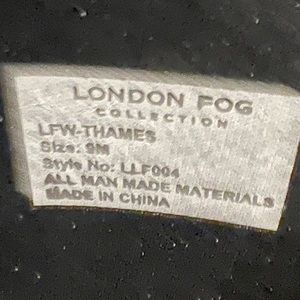 LONDON FOG
COLLECTION
LFW-THAMES
Size: 9M
Style No: LLF004
ALL MAN MADE MATERIALS
MADE IN CHINA